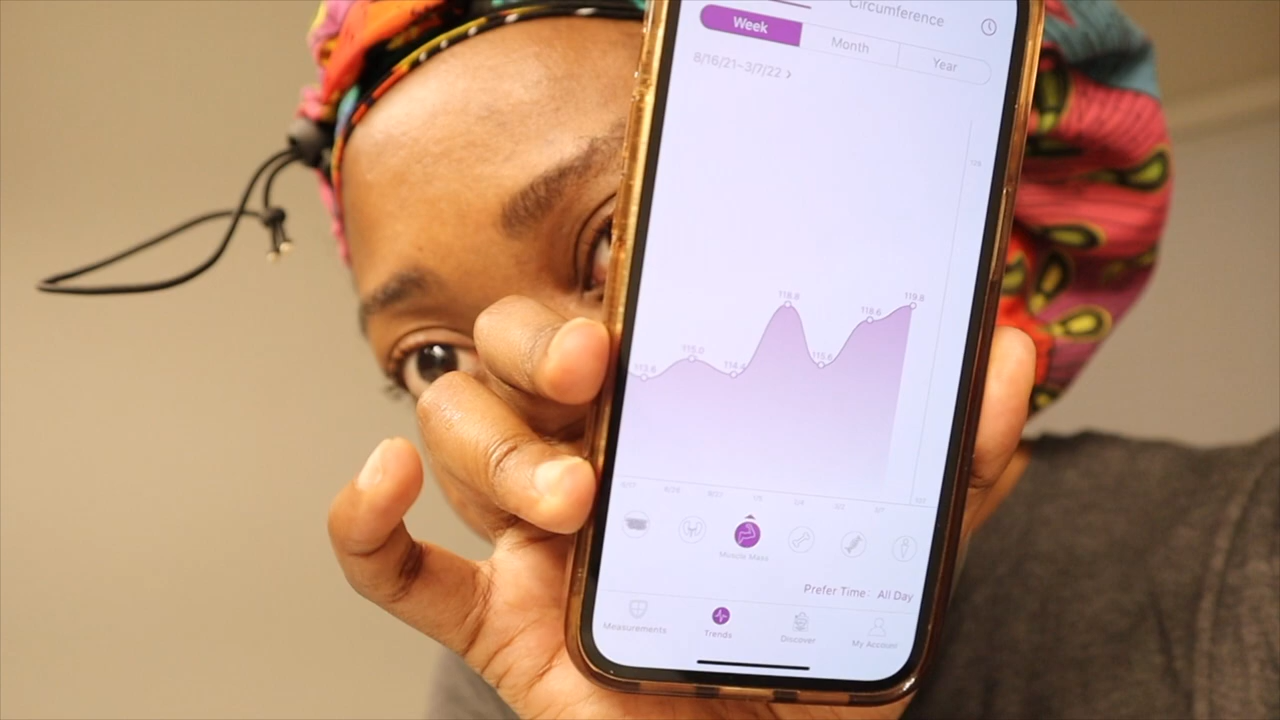 Circumference
Week Month Year
8/16/21~3/7/22 >
125
118.8 118.6 119.8
113.6 115.0 114.4 115.6
Muscle Mass
Prefer Time: All Day
Measurements Trends Discover My Account